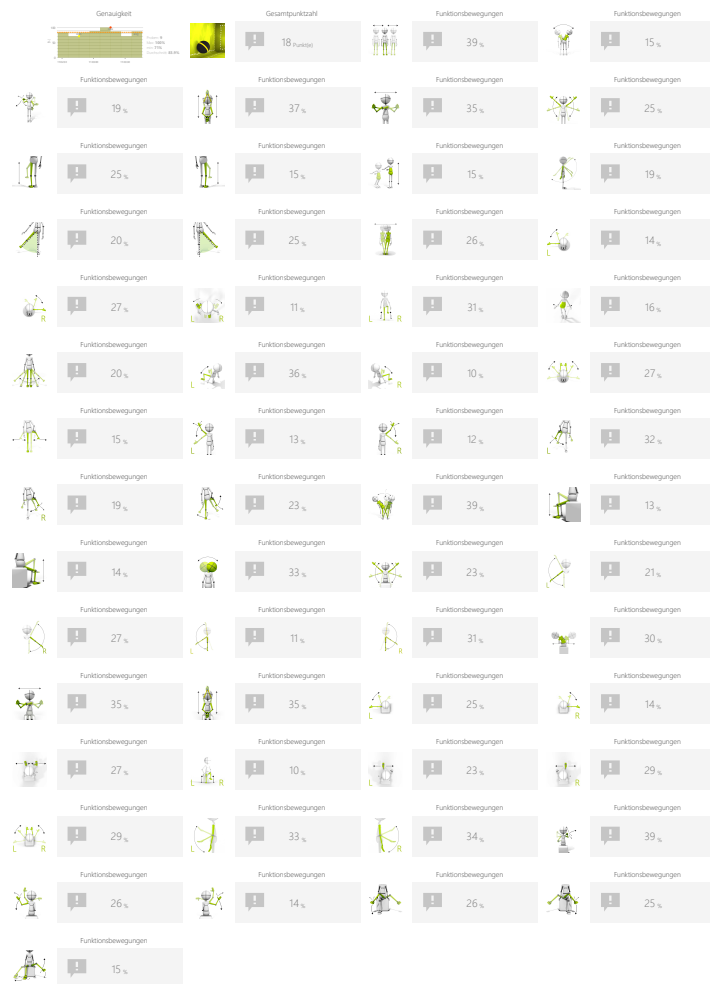 Genauigkeit
Gesamtpunktzahl
18 Punkt(e)
Funktionsbewegungen
39 %
Funktionsbewegungen
15 %
Funktionsbewegungen
19 %
Funktionsbewegungen
37 %
Funktionsbewegungen
35 %
Funktionsbewegungen
25 %
Funktionsbewegungen
25 %
Funktionsbewegungen
15 %
Funktionsbewegungen
15 %
Funktionsbewegungen
19 %
Funktionsbewegungen
20 %
Funktionsbewegungen
25 %
Funktionsbewegungen
26 %
Funktionsbewegungen
L
14 %
Funktionsbewegungen
R
27 %
Funktionsbewegungen
L R
11 %
Funktionsbewegungen
L R
31 %
Funktionsbewegungen
16 %
Funktionsbewegungen
20 %
Funktionsbewegungen
L
36 %
Funktionsbewegungen
R
10 %
Funktionsbewegungen
27 %
Funktionsbewegungen
15 %
Funktionsbewegungen
L
13 %
Funktionsbewegungen
R
12 %
Funktionsbewegungen
L
32 %
Funktionsbewegungen
R
19 %
Funktionsbewegungen
23 %
Funktionsbewegungen
39 %
Funktionsbewegungen
13 %
Funktionsbewegungen
14 %
Funktionsbewegungen
33 %
Funktionsbewegungen
23 %
Funktionsbewegungen
L
21 %
Funktionsbewegungen
R
27 %
Funktionsbewegungen
L
11 %
Funktionsbewegungen
R
31 %
Funktionsbewegungen
30 %
Funktionsbewegungen
35 %
Funktionsbewegungen
35 %
Funktionsbewegungen
L
25 %
Funktionsbewegungen
R
14 %
Funktionsbewegungen
27 %
Funktionsbewegungen
L R
10 %
Funktionsbewegungen
L
23 %
Funktionsbewegungen
R
29 %
Funktionsbewegungen
L R
29 %
Funktionsbewegungen
L
33 %
Funktionsbewegungen
R
34 %
Funktionsbewegungen
39 %
Funktionsbewegungen
26 %
Funktionsbewegungen
14 %
Funktionsbewegungen
26 %
Funktionsbewegungen
25 %
Funktionsbewegungen
15 %